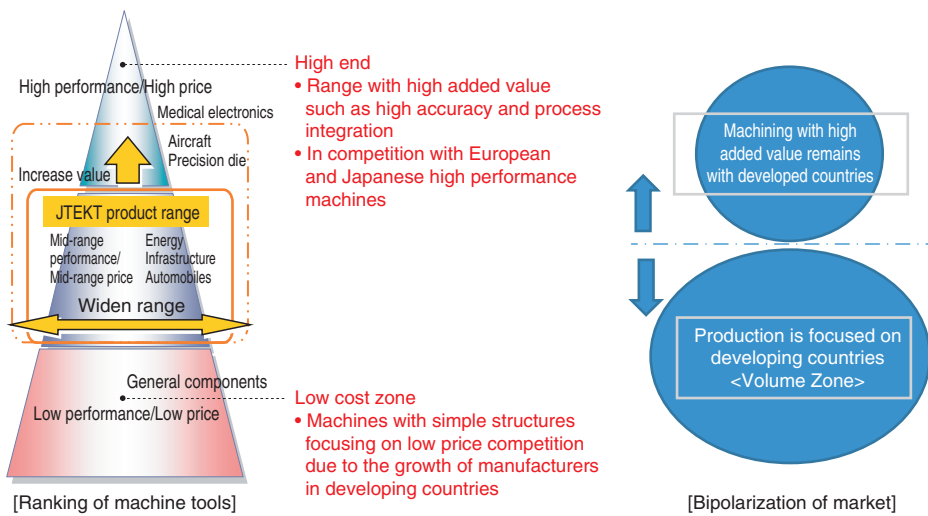 High performance/High price
Medical electronics
Aircraft
Precision die
Increase value
JTEKT product range
Mid-range
performance/
Mid-range price
Energy
Infrastructure
Automobiles
Widen range
General components
Low performance/Low price
[Ranking of machine tools]
High end
• Range with high added value
such as high accuracy and process
integration
• In competition with European
and Japanese high performance
machines
Low cost zone
• Machines with simple structures
focusing on low price competition
due to the growth of manufacturers
in developing countries
Machining with high
added value remains
with developed countries
Production is focused on
developing countries
<Volume Zone>
[Bipolarization of market]